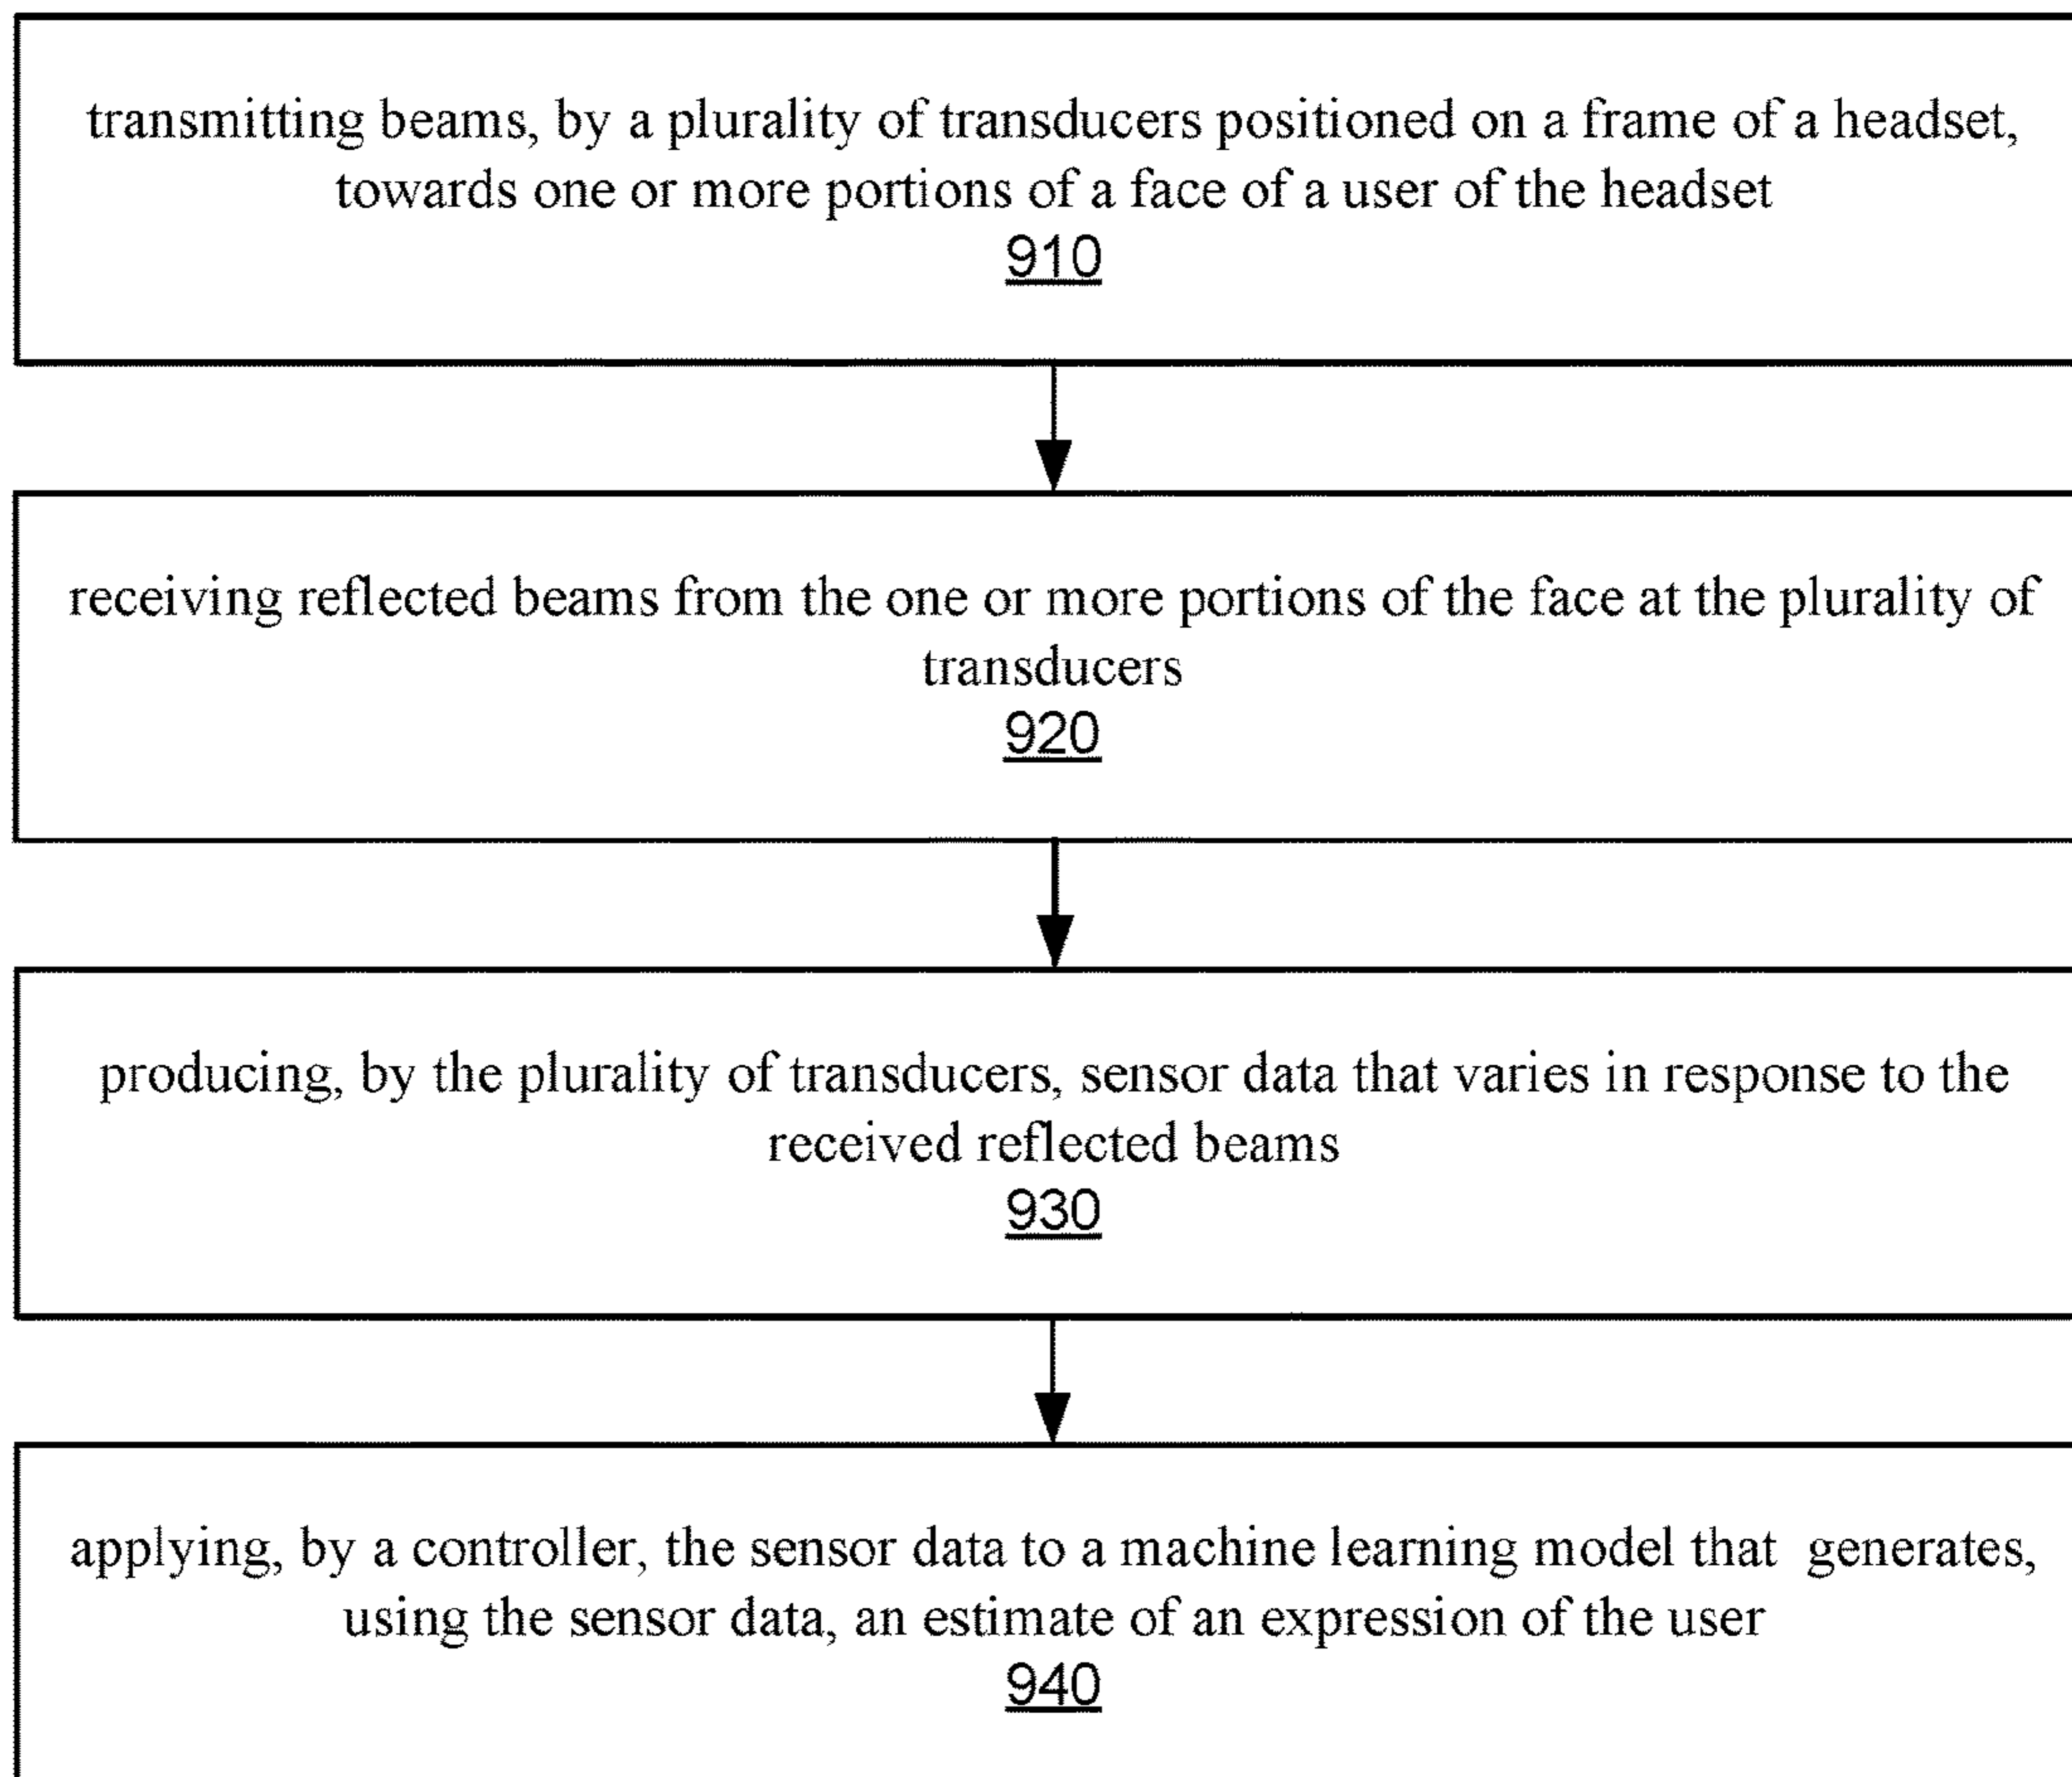 transmitting beams, by a plurality of transducers positioned on a frame of a headset,
towards one or more portions of a face of a user of the headset
910
receiving reflected beams from the one or more portions of the face at the plurality of
transducers
920
producing, by the plurality of transducers, sensor data that varies in response to the
received reflected beams
930
applying, by a controller, the sensor data to a machine learning model that generates,
using the sensor data, an estimate of an expression of the user
940